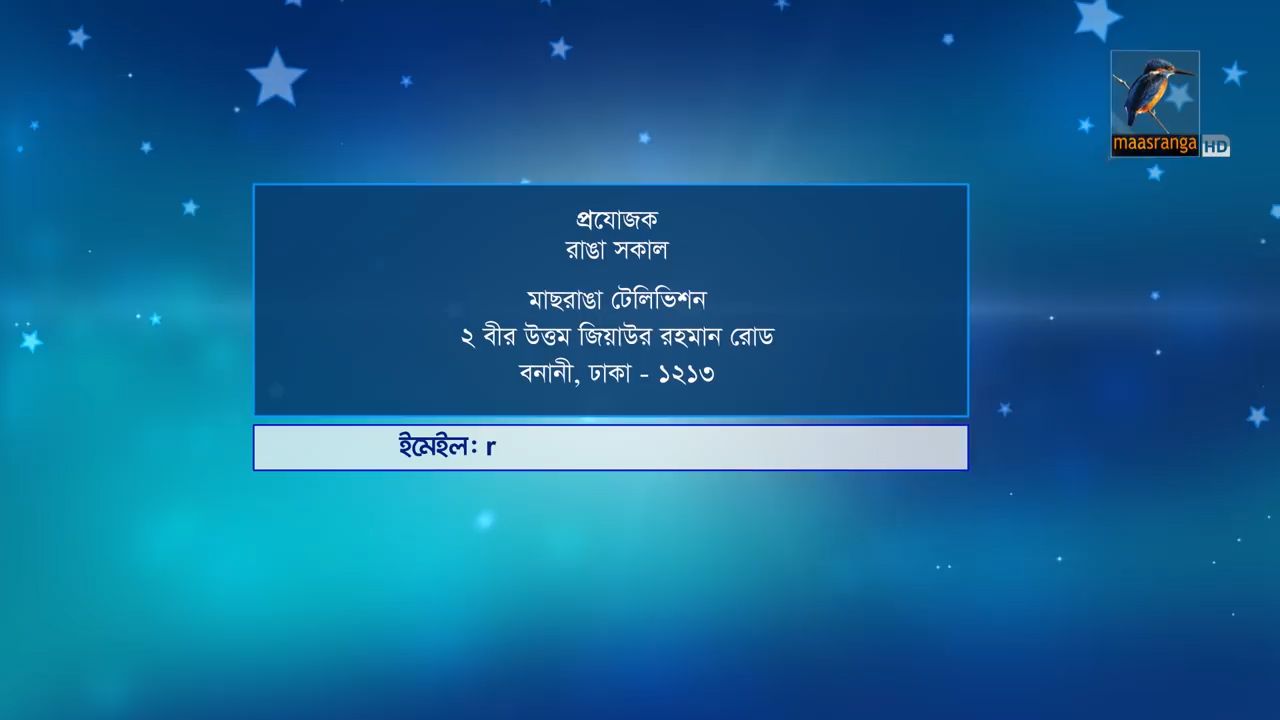 maasranga HD
প্রযোজক
রাঙা সকাল
মাছরাঙা টেলিভিশন
২ বীর উত্তম জিয়াউর রহমান রোড
বনানী, ঢাকা - ১২১৩
ইমেইল: r